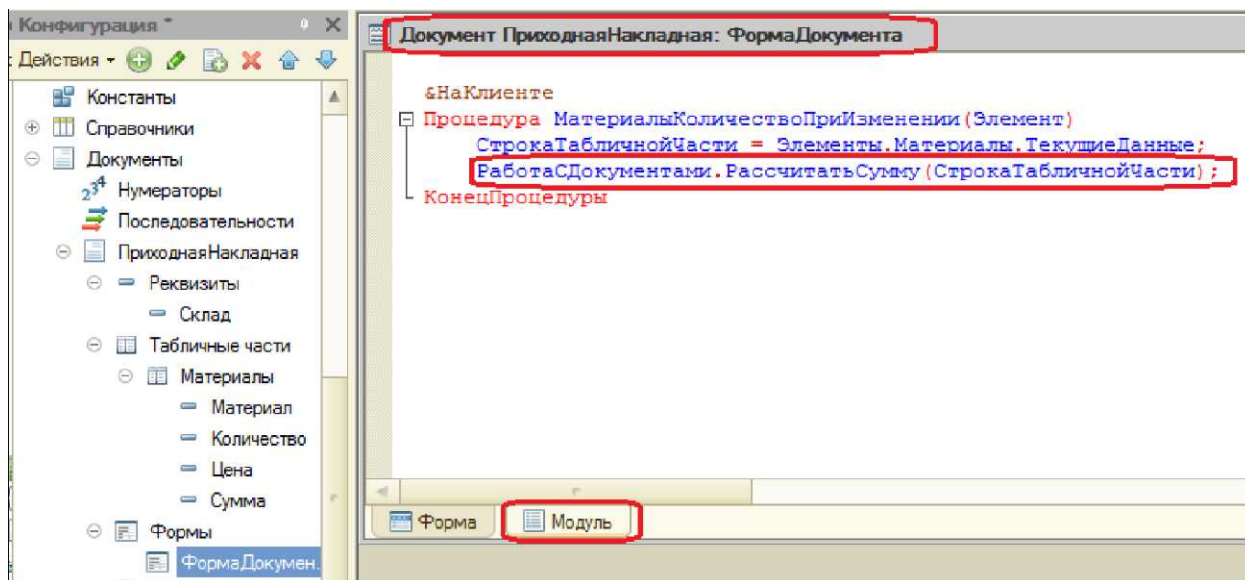 Конфигурация *
Действия
Константы
Справочники
Документы
Нумераторы
Последовательности
ПриходнаяНакладная
Реквизиты
Склад
Табличные части
Материалы
Материал
Количество
Цена
Сумма
Формы
ФормаДокумен.
Документ ПриходнаяНакладная: ФормаДокумента
&НаКлиенте
Процедура МатериалыКоличествоПриИзменении(Элемент)
СтрокаТабличнойЧасти = Элементы.Материалы.ТекущиеДанные;
РаботаСДокументами.РассчитатьСумму(СтрокаТабличнойЧасти);
КонецПроцедуры
Форма
Модуль